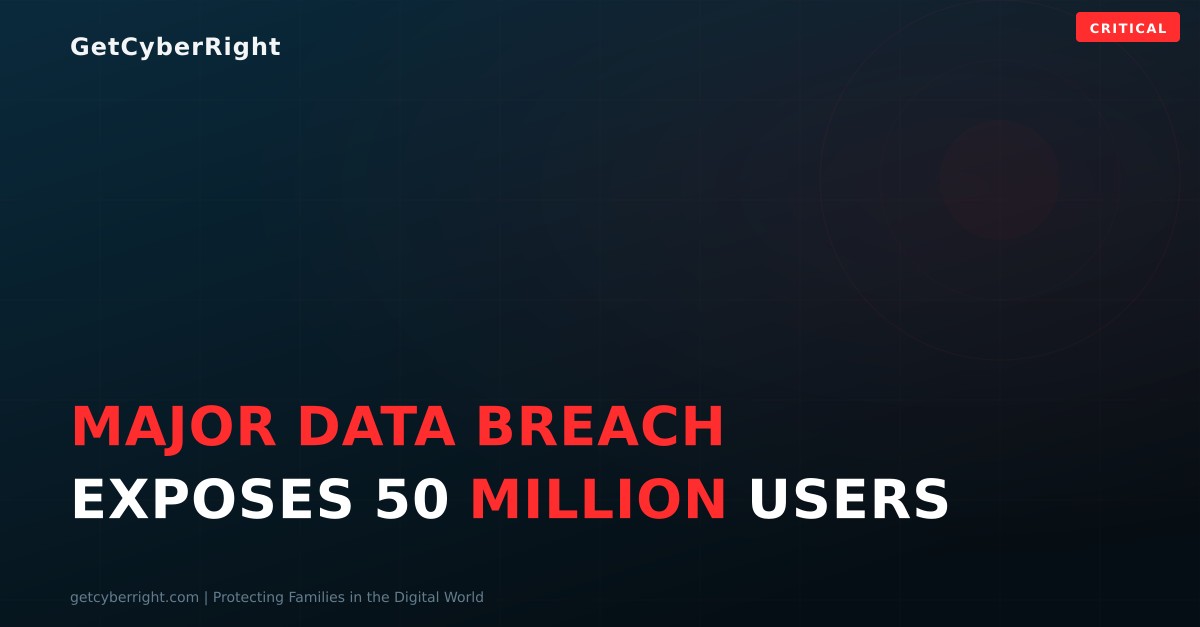 GetCyberRight
CRITICAL
MAJOR DATA BREACH
EXPOSES 50 MILLION USERS
getcyberright.com | Protecting Families in the Digital World